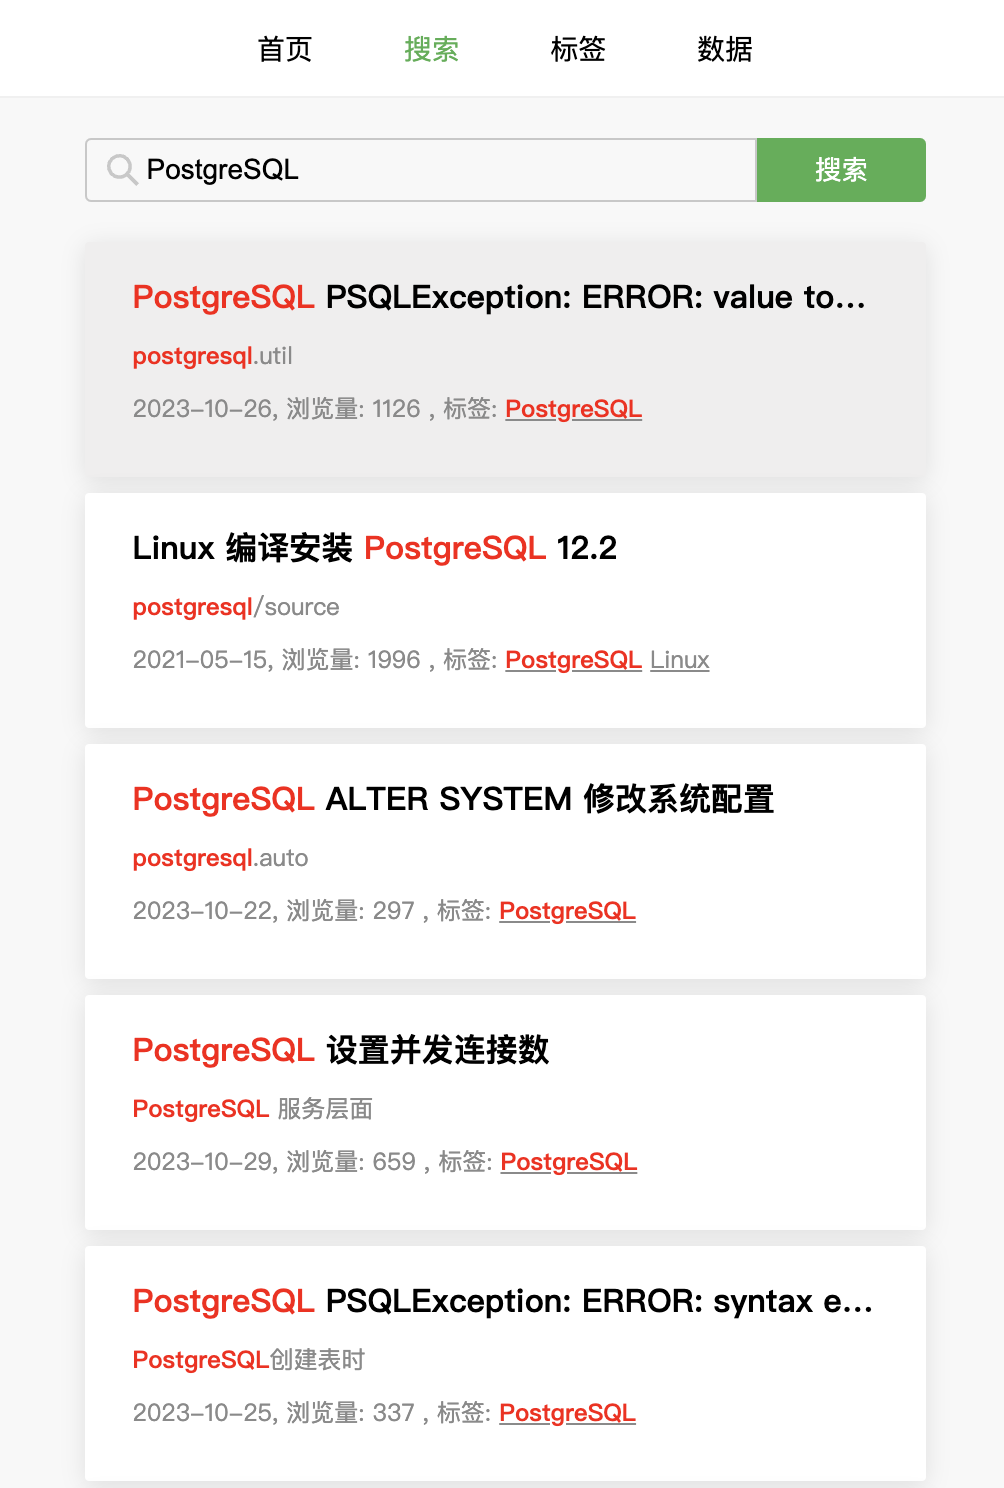 首页 搜索 标签 数据
PostgreSQL 搜索
PostgreSQL PSQLException: ERROR: value to...
postgresql.util
2023-10-26, 浏览量: 1126 , 标签: PostgreSQL
Linux 编译安装 PostgreSQL 12.2
postgresql/source
2021-05-15, 浏览量: 1996 , 标签: PostgreSQL Linux
PostgreSQL ALTER SYSTEM 修改系统配置
postgresql.auto
2023-10-22, 浏览量: 297 , 标签: PostgreSQL
PostgreSQL 设置并发连接数
PostgreSQL 服务层面
2023-10-29, 浏览量: 659 , 标签: PostgreSQL
PostgreSQL PSQLException: ERROR: syntax e...
PostgreSQL创建表时
2023-10-25, 浏览量: 337 , 标签: PostgreSQL